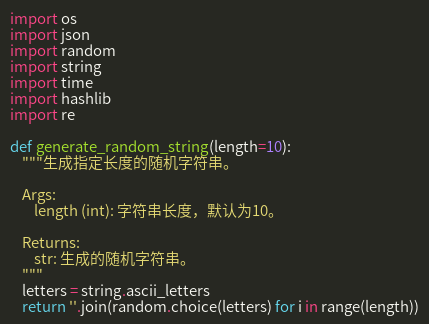 import os
import json
import random
import string
import time
import hashlib
import re

def generate_random_string(length=10):
    """生成指定长度的随机字符串。

    Args:
        length (int): 字符串长度，默认为10。

    Returns:
        str: 生成的随机字符串。
    """
    letters = string.ascii_letters
    return ''.join(random.choice(letters) for i in range(length))